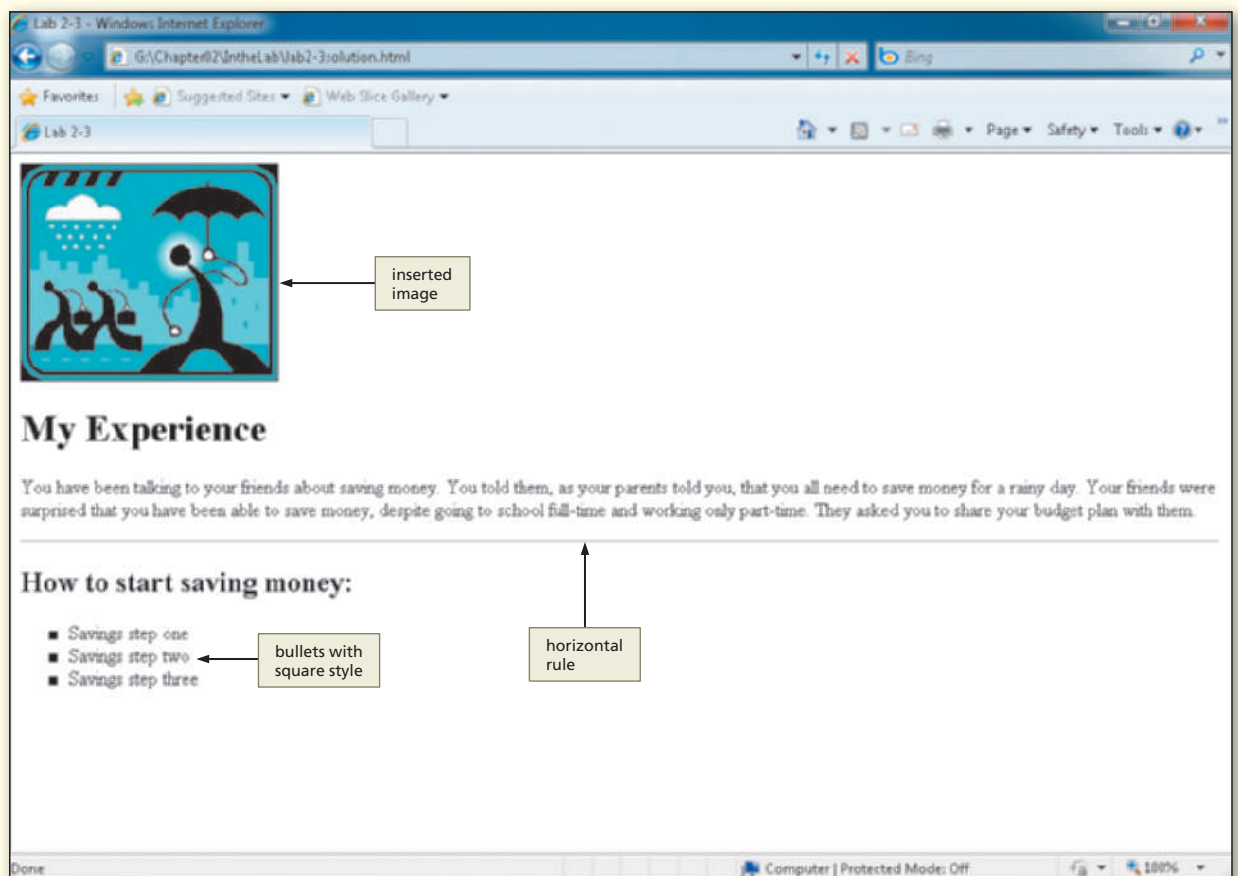 Lab 2-3 - Windows Internet Explorer
G:\Chapter02\IntheLab\lab2-3solution.html
Bing
Favorites Suggested Sites Web Slice Gallery
Lab 2-3
Page Safety Tools
inserted
image
My Experience
You have been talking to your friends about saving money. You told them, as your parents told you, that you all need to save money for a rainy day. Your friends were
surprised that you have been able to save money, despite going to school full-time and working only part-time. They asked you to share your budget plan with them.
How to start saving money:
Savings step one
Savings step two
Savings step three
bullets with
square style
horizontal
rule
Done
Computer | Protected Mode: Off
100%